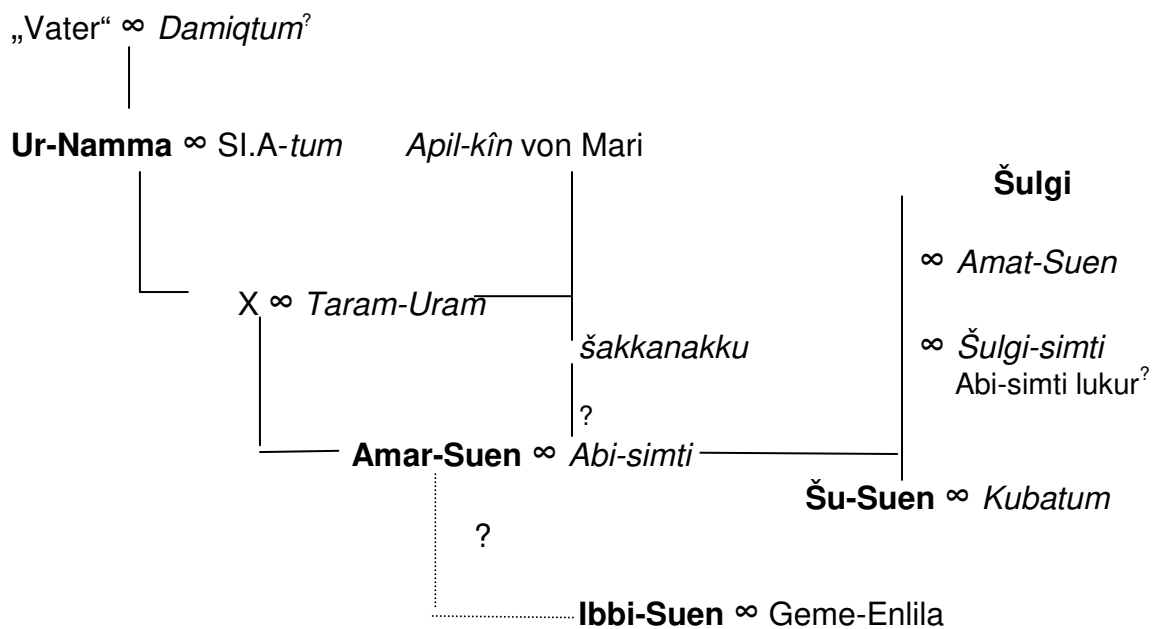 „Vater“ ∞ Damiqtum?
Ur-Namma ∞ SI.A-tum
Apil-kîn von Mari
Šulgi
∞ Amat-Suen
X ∞ Taram-Uram
šakkanakku
∞ Šulgi-simti
Abi-simti lukur?
?
Amar-Suen ∞ Abi-simti
Šu-Suen ∞ Kubatum
?
Ibbi-Suen ∞ Geme-Enlila